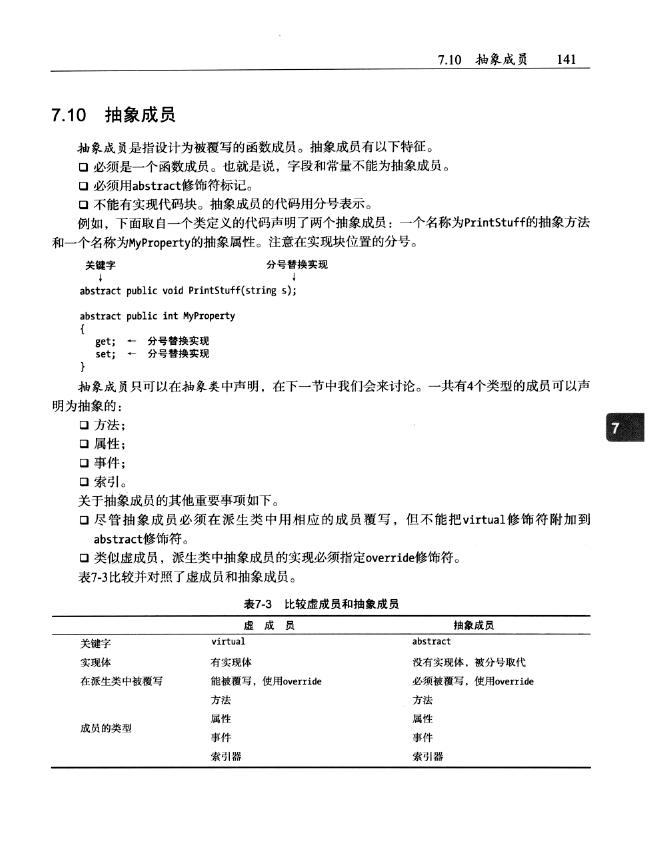 7.10 抽象成员 141
7.10 抽象成员
抽象成员是指设计为被覆写的函数成员。抽象成员有以下特征。
❑ 必须是一个函数成员。也就是说，字段和常量不能为抽象成员。
❑ 必须用abstract修饰符标记。
❑ 不能有实现代码块。抽象成员的代码用分号表示。
例如，下面取自一个类定义的代码声明了两个抽象成员：一个名称为PrintStuff的抽象方法
和一个名称为MyProperty的抽象属性。注意在实现块位置的分号。
关键字 分号替换实现
↓ ↓
abstract public void PrintStuff(string s);
abstract public int MyProperty
{
get; ← 分号替换实现
set; ← 分号替换实现
}
抽象成员只可以在抽象类中声明，在下一节中我们会来讨论。一共有4个类型的成员可以声
明为抽象的：
❑ 方法；
❑ 属性；
❑ 事件；
❑ 索引。
7
关于抽象成员的其他重要事项如下。
❑ 尽管抽象成员必须在派生类中用相应的成员覆写，但不能把virtual修饰符附加到
abstract修饰符。
❑ 类似虚成员，派生类中抽象成员的实现必须指定override修饰符。
表7-3比较并对照了虚成员和抽象成员。
表7-3 比较虚成员和抽象成员
虚 成 员 抽象成员
关键字 virtual abstract
实现体 有实现体 没有实现体，被分号取代
在派生类中被覆写 能被覆写，使用override 必须被覆写，使用override
成员的类型 方法 方法
属性 属性
事件 事件
索引器 索引器